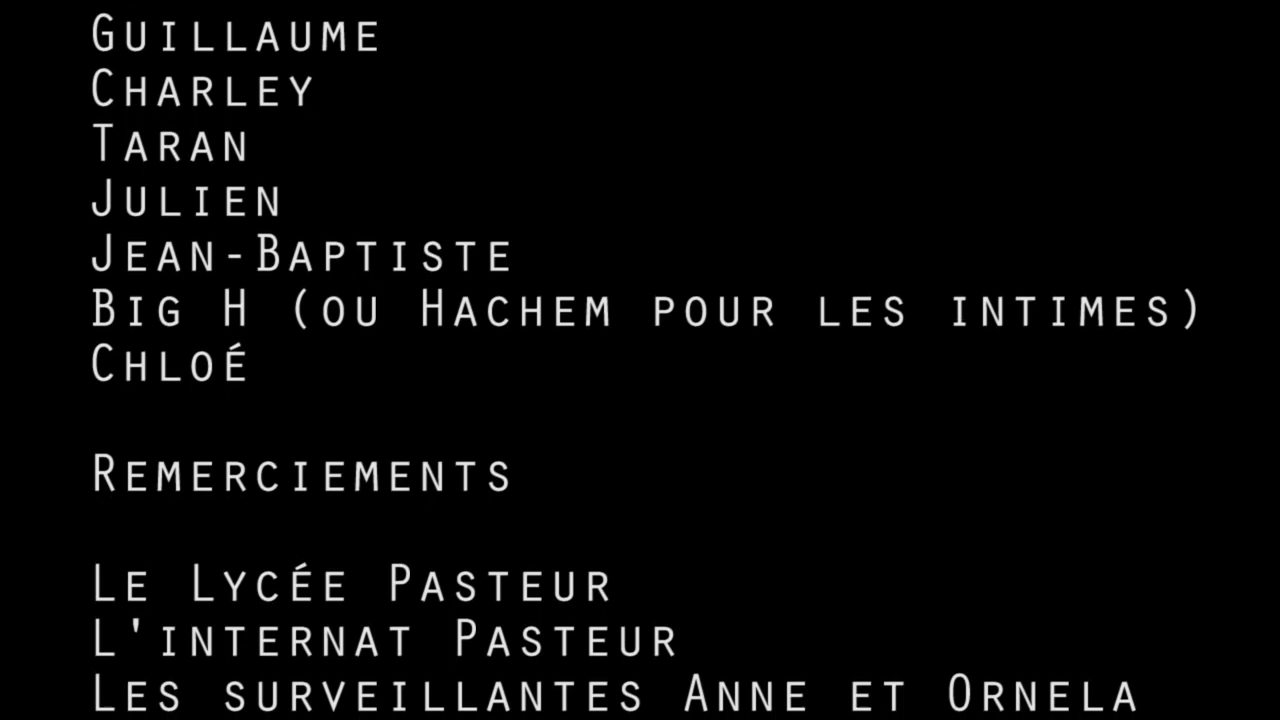 Guillaume
Charley
Taran
Julien
Jean-Baptiste
Big H (ou Hachem pour les intimes)
Chloé
Remerciements
Le Lycée Pasteur
L'internat Pasteur
Les surveillantes Anne et Ornela